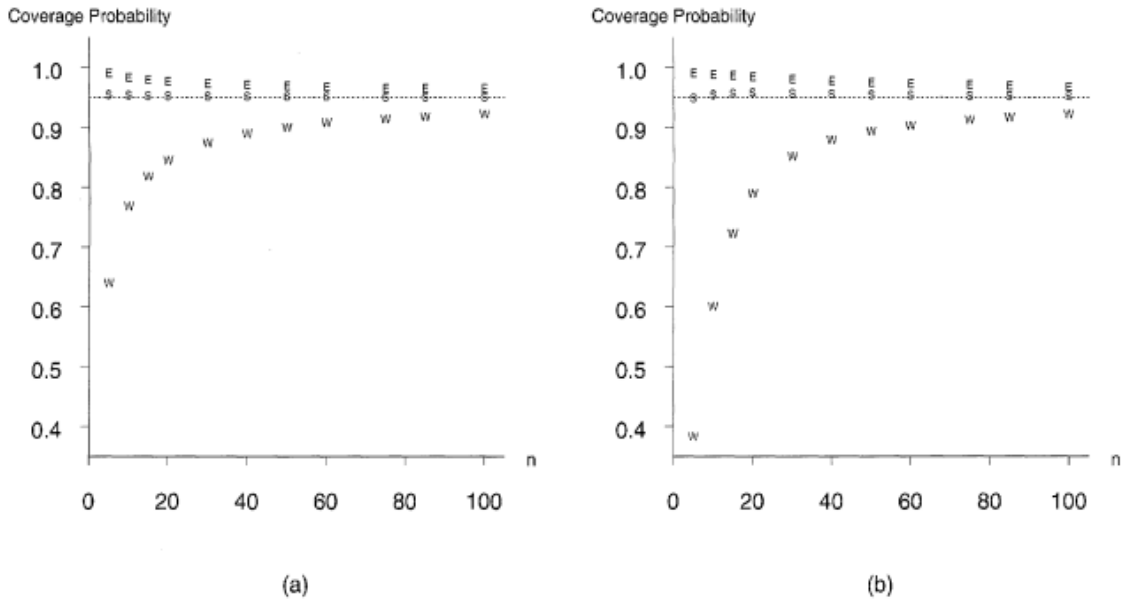 Coverage Probability
1.0
0.9
0.8
0.7
0.6
0.5
0.4
E E E E E E E E E E E
S S S S S S S S S S S
W W W W W W W W W W W
n
0 20 40 60 80 100
(a)
Coverage Probability
1.0
0.9
0.8
0.7
0.6
0.5
0.4
E E E E E E E E E E E
S S S S S S S S S S S
W W W W W W W W W W W
n
0 20 40 60 80 100
(b)